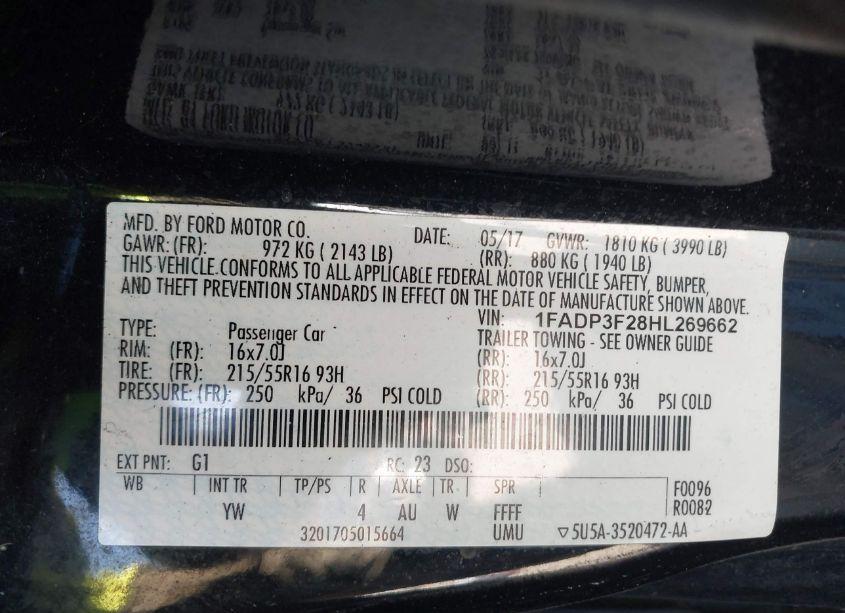 MFD. BY FORD MOTOR CO. DATE: 05/17 GVWR: 1810 KG ( 3990 LB)
GAWR: (FR): 972 KG ( 2143 LB) (RR): 880 KG ( 1940 LB)
THIS VEHICLE CONFORMS TO ALL APPLICABLE FEDERAL MOTOR VEHICLE SAFETY, BUMPER,
AND THEFT PREVENTION STANDARDS IN EFFECT ON THE DATE OF MANUFACTURE SHOWN ABOVE.
VIN: 1FADP3F28HL269662
TYPE: Passenger Car TRAILER TOWING - SEE OWNER GUIDE
RIM: (FR): 16x7.0J (RR): 16x7.0J
TIRE: (FR): 215/55R16 93H (RR): 215/55R16 93H
PRESSURE: (FR): 250 kPa/ 36 PSI COLD (RR): 250 kPa/ 36 PSI COLD
EXT PNT: G1 RC: 23 DSO:
WB INT TR TP/PS R AXLE TR SPR F0096
YW 4 AU W FFFF R0082
3201705015664 UMU ▽5U5A-3520472-AA